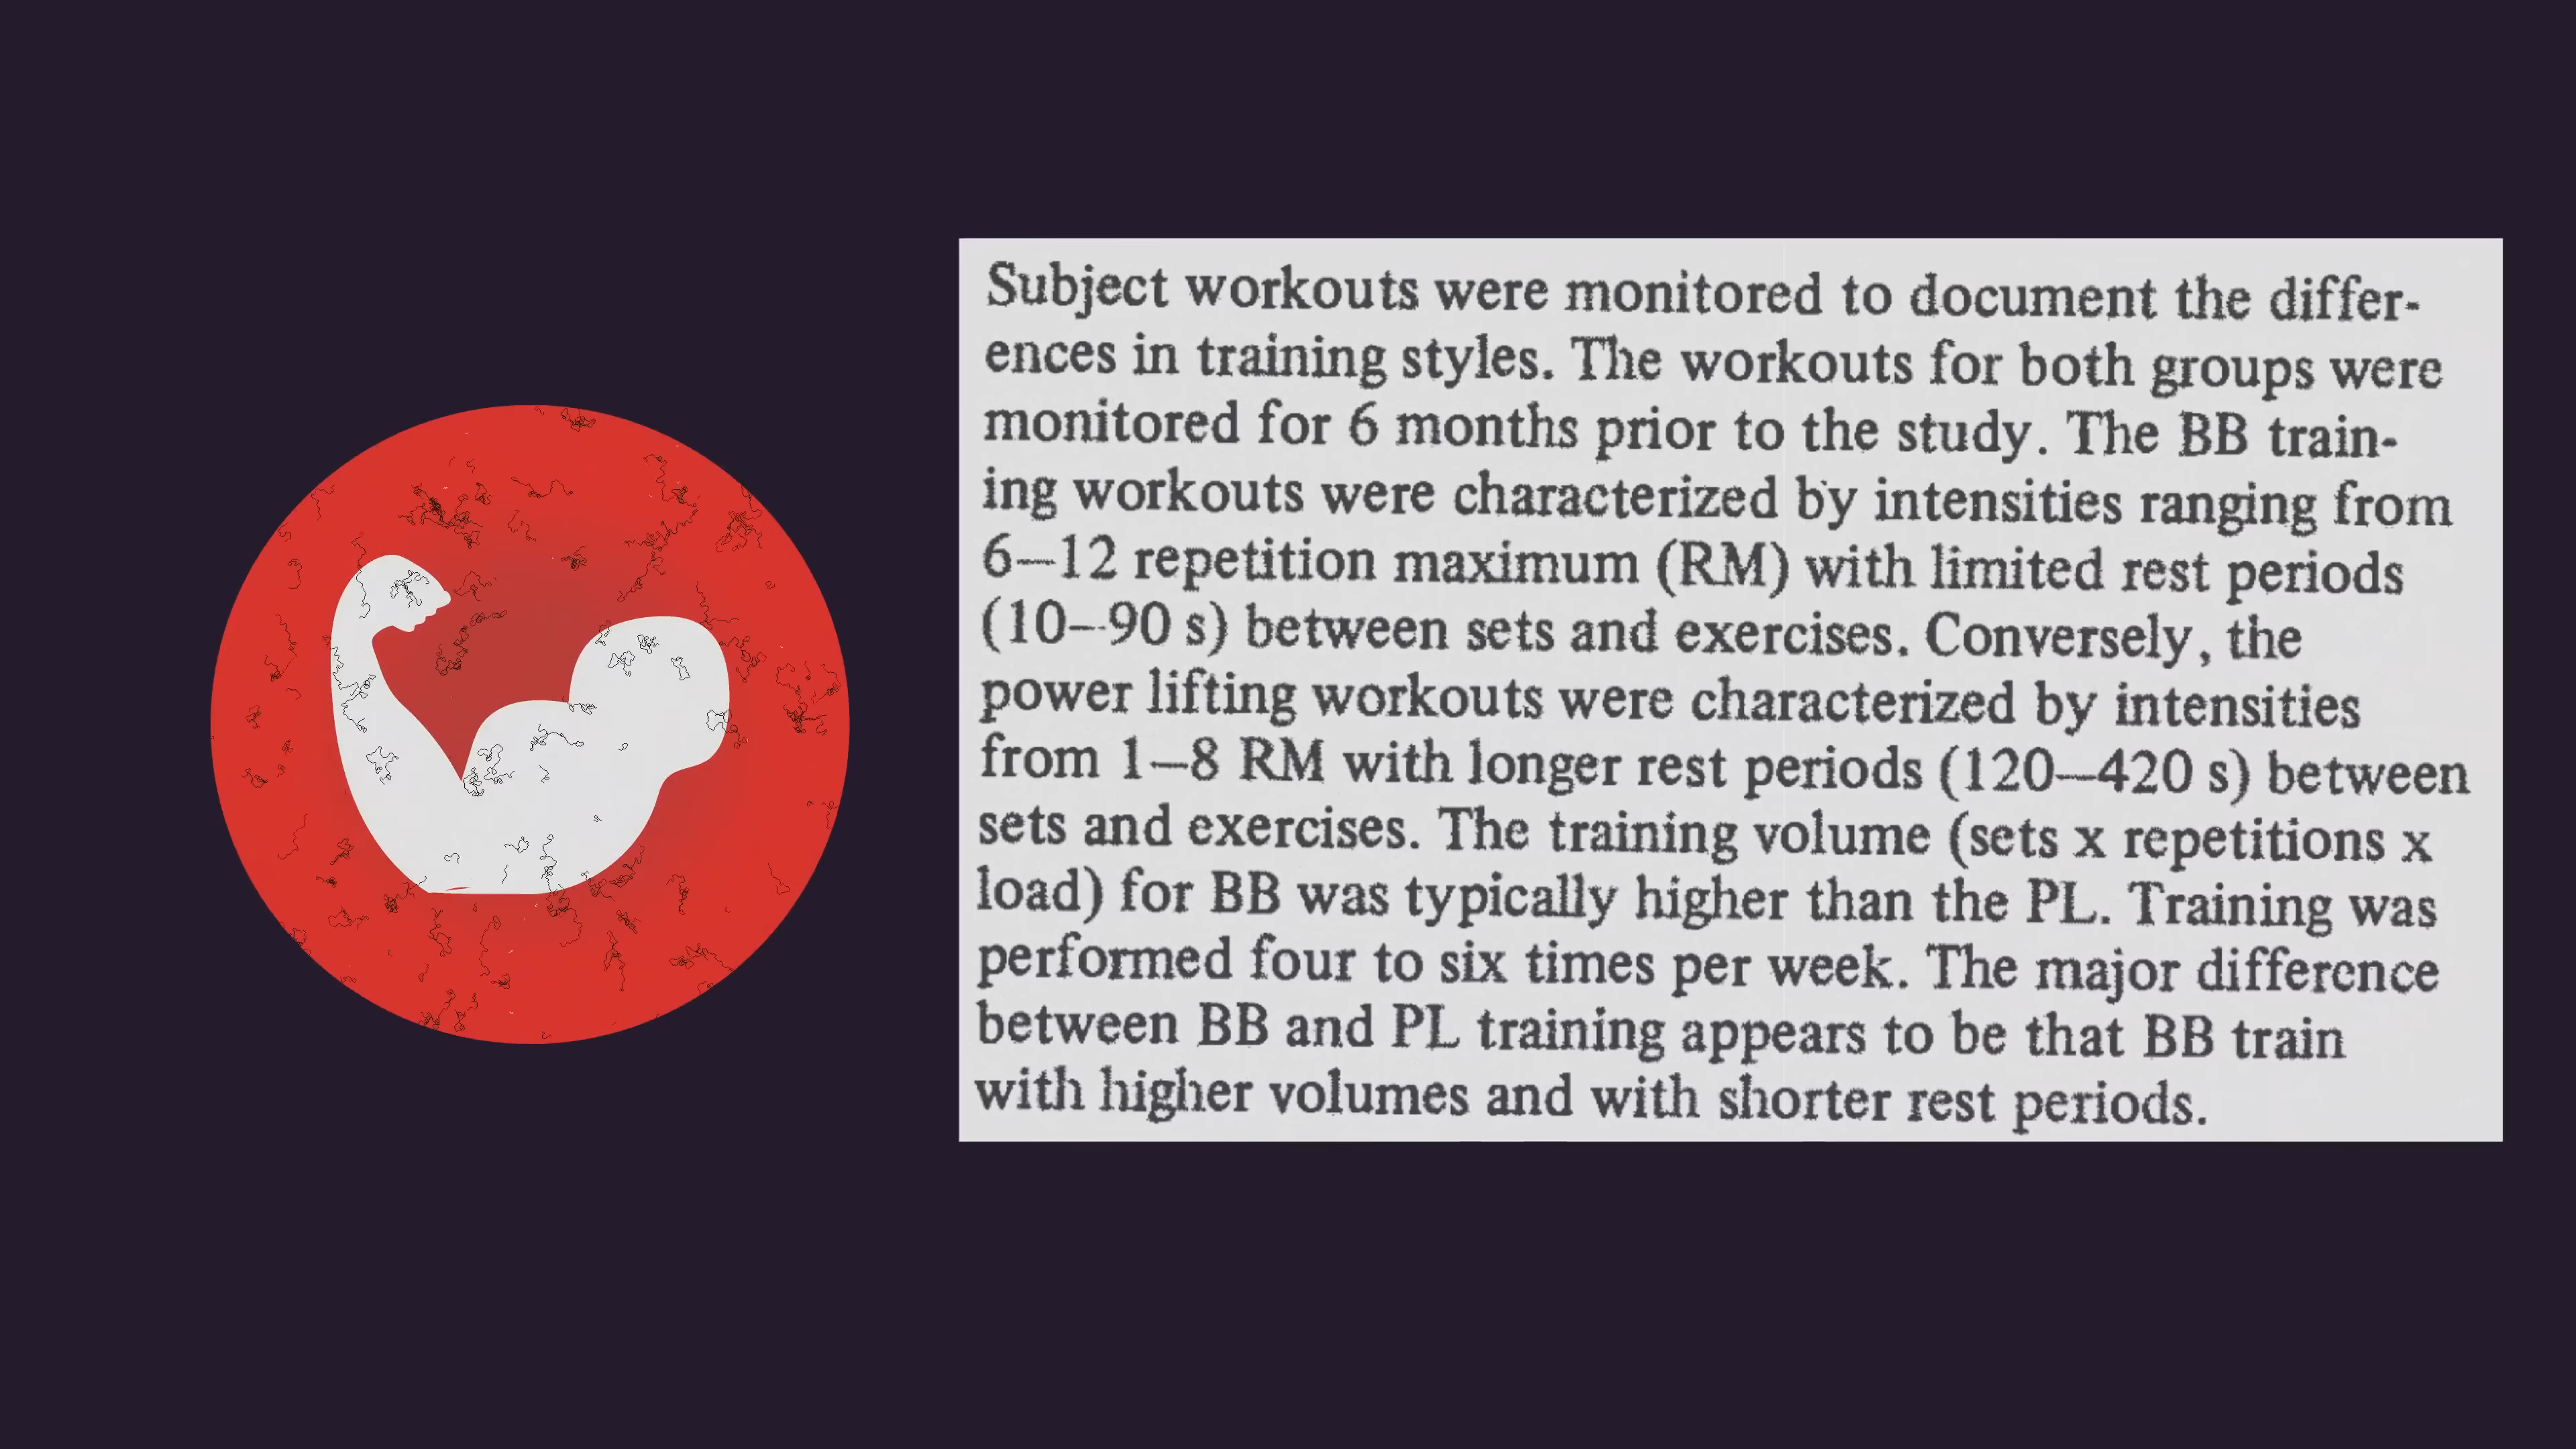 Subject workouts were monitored to document the differ-
ences in training styles. The workouts for both groups were
monitored for 6 months prior to the study. The BB train-
ing workouts were characterized by intensities ranging from
6—12 repetition maximum (RM) with limited rest periods
(10—90 s) between sets and exercises. Conversely, the
power lifting workouts were characterized by intensities
from 1—8 RM with longer rest periods (120—420 s) between
sets and exercises. The training volume (sets x repetitions x
load) for BB was typically higher than the PL. Training was
performed four to six times per week. The major difference
between BB and PL training appears to be that BB train
with higher volumes and with shorter rest periods.